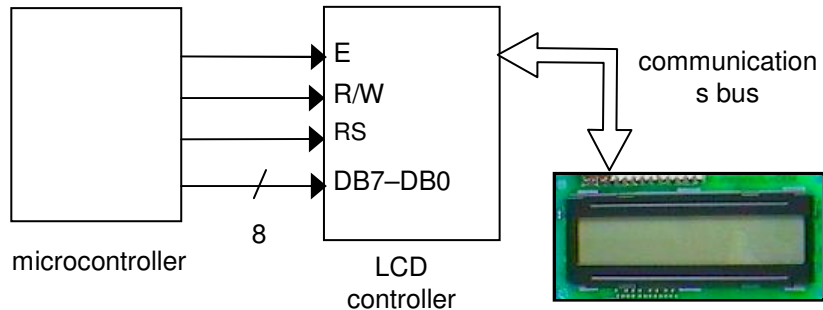 E
R/W
RS
DB7–DB0
8
microcontroller
LCD
controller
communication
s bus